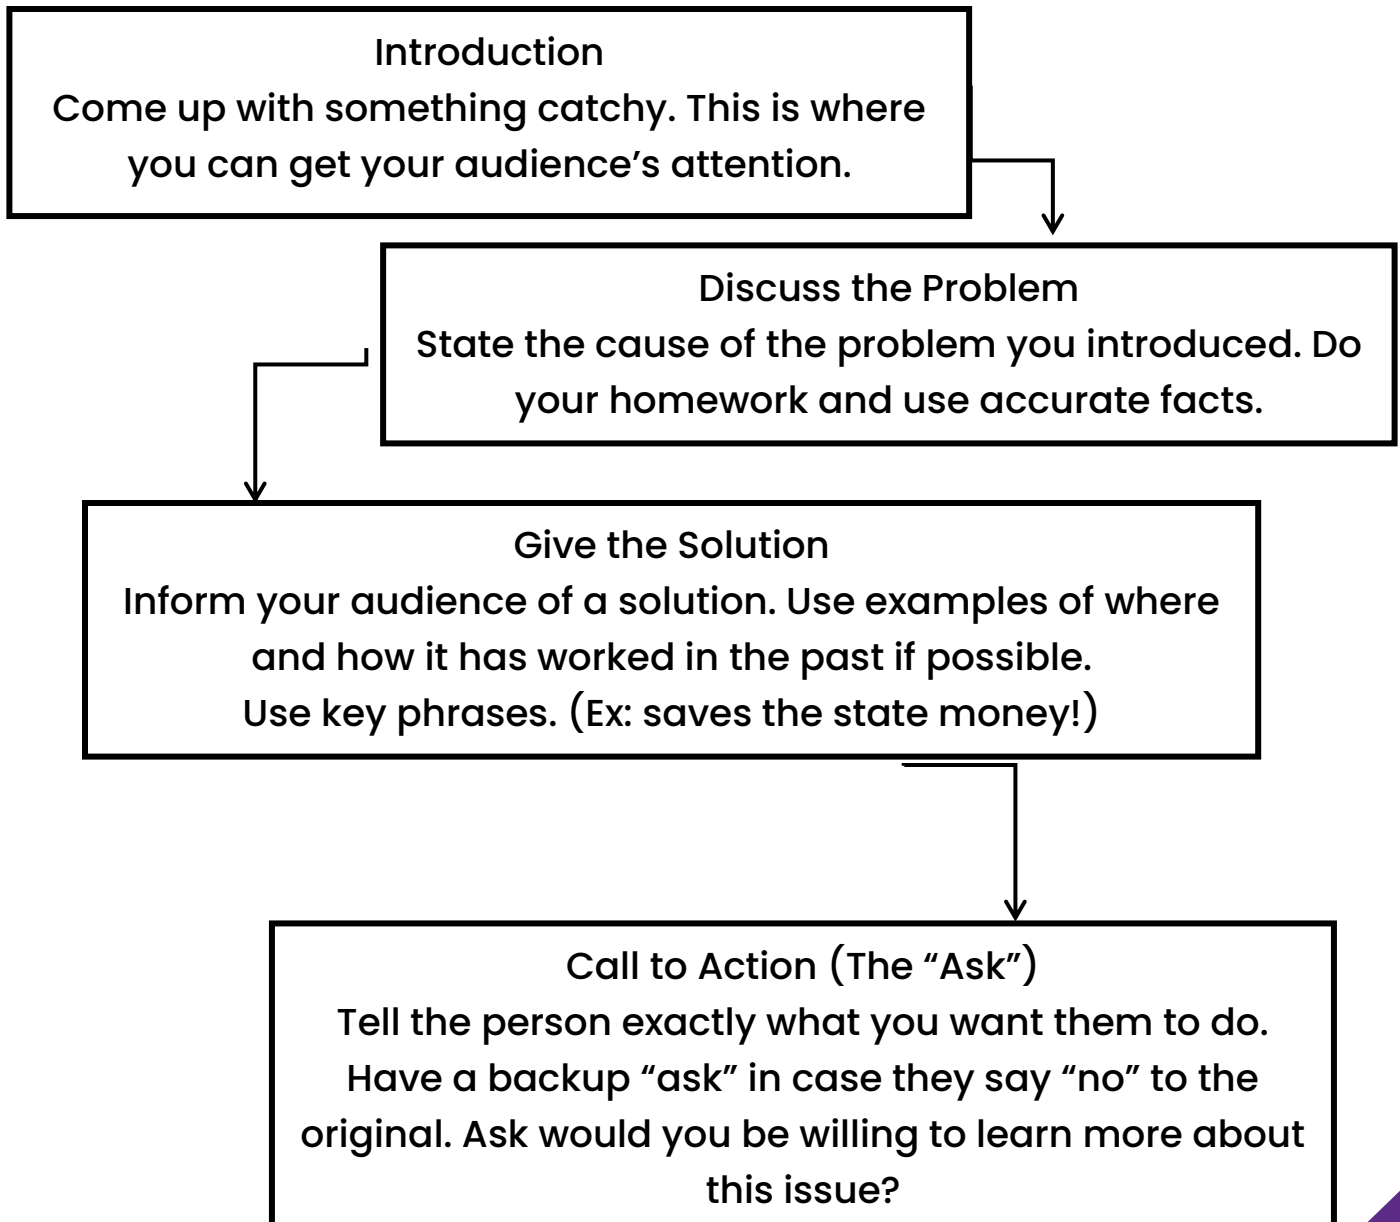 Introduction
Come up with something catchy. This is where
you can get your audience’s attention.
Discuss the Problem
State the cause of the problem you introduced. Do
your homework and use accurate facts.
Give the Solution
Inform your audience of a solution. Use examples of where
and how it has worked in the past if possible.
Use key phrases. (Ex: saves the state money!)
Call to Action (The “Ask”)
Tell the person exactly what you want them to do.
Have a backup “ask” in case they say “no” to the
original. Ask would you be willing to learn more about
this issue?